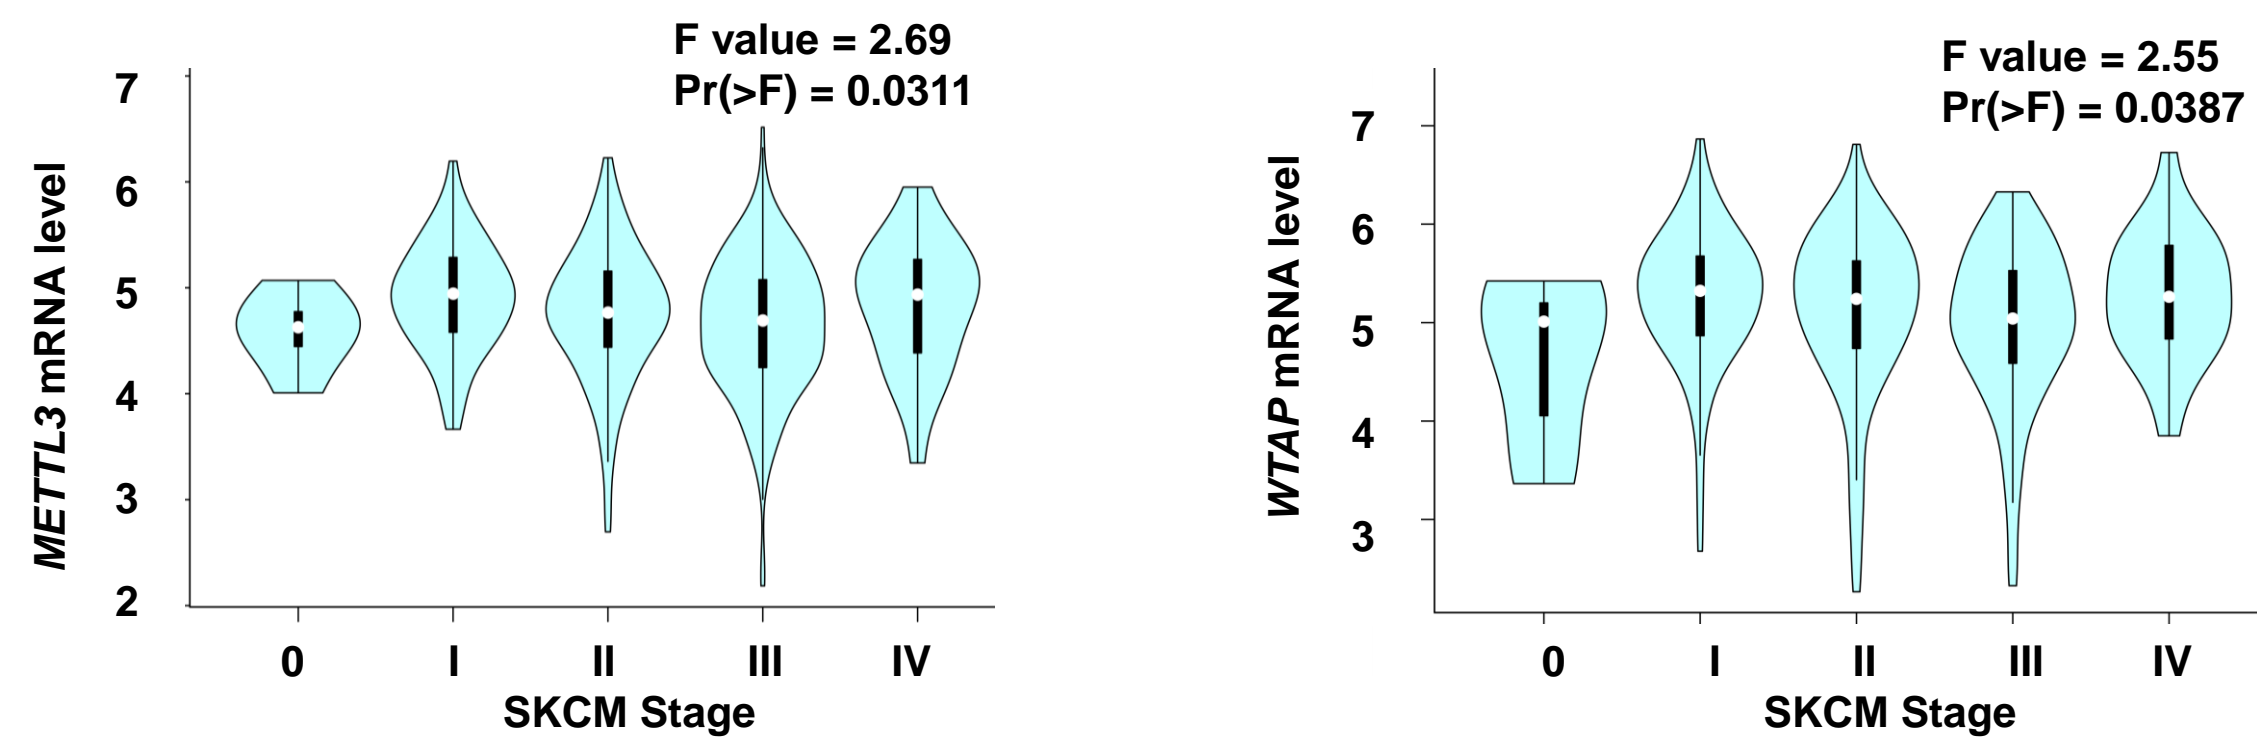 F value = 2.69
Pr(>F) = 0.0311
METTL3 mRNA level
7
6
5
4
3
2
0 I II III IV
SKCM Stage
F value = 2.55
Pr(>F) = 0.0387
WTAP mRNA level
7
6
5
4
3
0 I II III IV
SKCM Stage